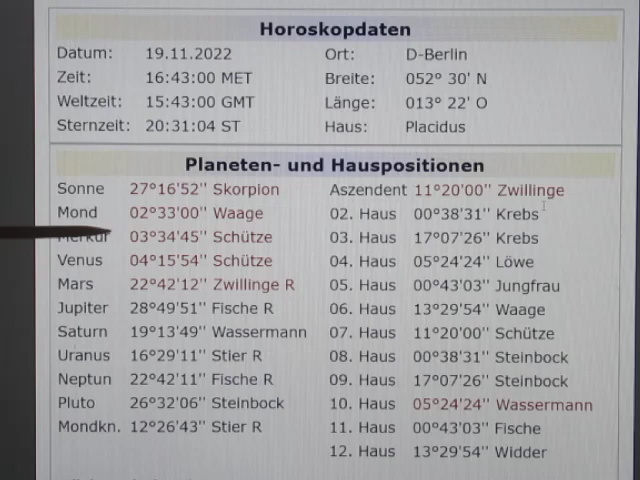 Horoskopdaten
Datum: 19.11.2022 Ort: D-Berlin
Zeit: 16:43:00 MET Breite: 052° 30' N
Weltzeit: 15:43:00 GMT Länge: 013° 22' O
Sternzeit: 20:31:04 ST Haus: Placidus
Planeten- und Hauspositionen
Sonne 27°16'52" Skorpion Aszendent 11°20'00" Zwillinge
Mond 02°33'00" Waage 02. Haus 00°38'31" Krebs
Merkur 03°34'45" Schütze 03. Haus 17°07'26" Krebs
Venus 04°15'54" Schütze 04. Haus 05°24'24" Löwe
Mars 22°42'12" Zwillinge R 05. Haus 00°43'03" Jungfrau
Jupiter 28°49'51" Fische R 06. Haus 13°29'54" Waage
Saturn 19°13'49" Wassermann 07. Haus 11°20'00" Schütze
Uranus 16°29'11" Stier R 08. Haus 00°38'31" Steinbock
Neptun 22°42'11" Fische R 09. Haus 17°07'26" Steinbock
Pluto 26°32'06" Steinbock 10. Haus 05°24'24" Wassermann
Mondkn. 12°26'43" Stier R 11. Haus 00°43'03" Fische
12. Haus 13°29'54" Widder